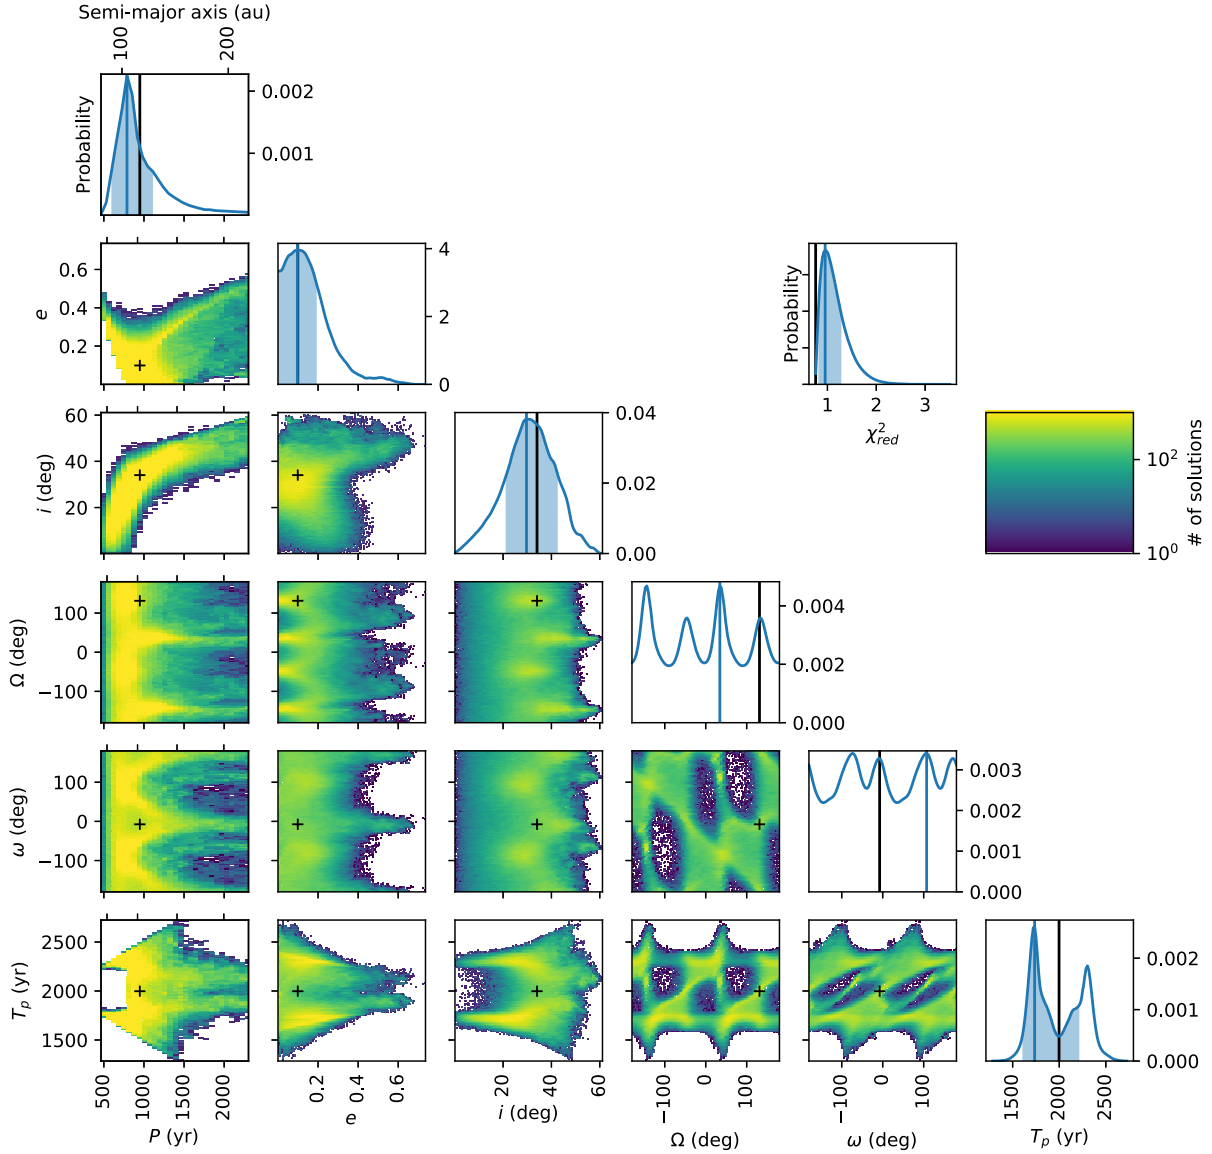 Semi-major axis (au)
100 200
Probability
0.002
0.001
e
0.6
0.4
0.2
4
2
0
Probability
1 2 3
χ²red
i (deg)
60
40
20
0.04
0.02
0.00
10²
10⁰
# of solutions
Ω (deg)
100
0
−100
0.004
0.002
0.000
ω (deg)
100
0
−100
0.003
0.002
0.001
0.000
Tp (yr)
2500
2000
1500
0.002
0.001
0.000
500 1000 1500 2000 0.2 0.4 0.6 20 40 60 −100 0 100 −100 0 100 1500 2000 2500
P (yr) e i (deg) Ω (deg) ω (deg) Tp (yr)